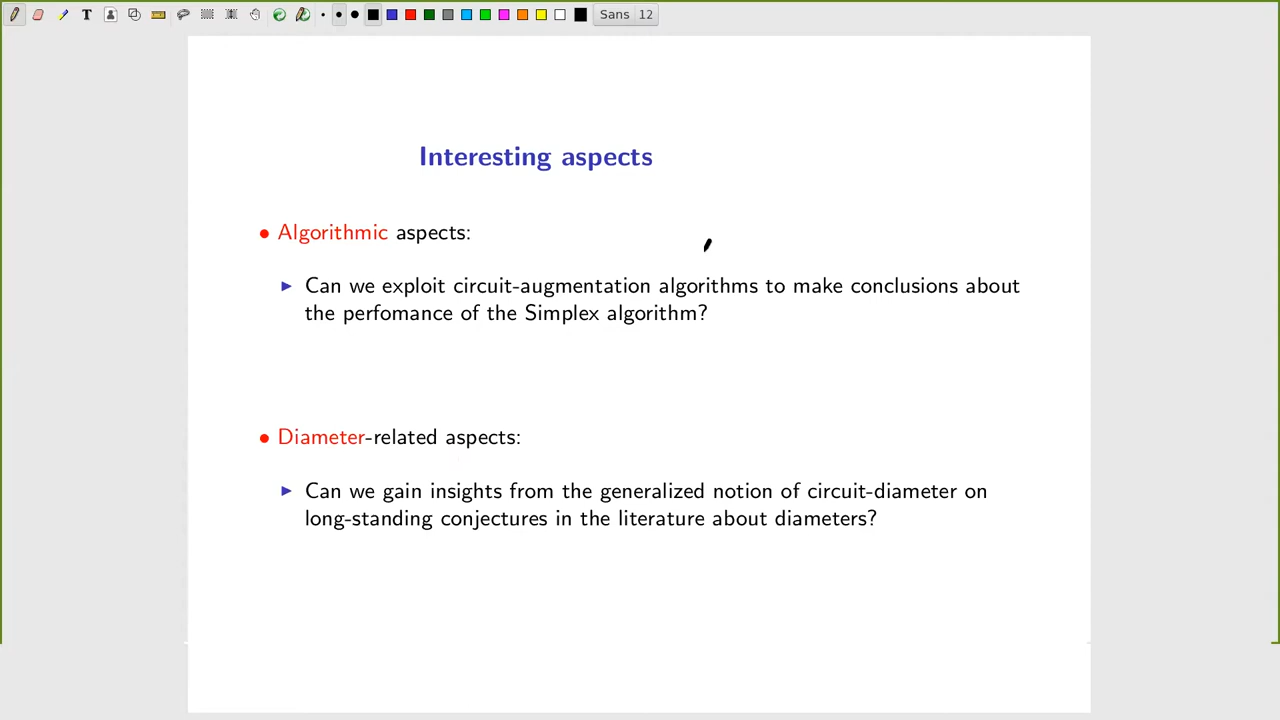 Sans 12
Interesting aspects
• Algorithmic aspects:
▶ Can we exploit circuit-augmentation algorithms to make conclusions about
the perfomance of the Simplex algorithm?
• Diameter-related aspects:
▶ Can we gain insights from the generalized notion of circuit-diameter on
long-standing conjectures in the literature about diameters?